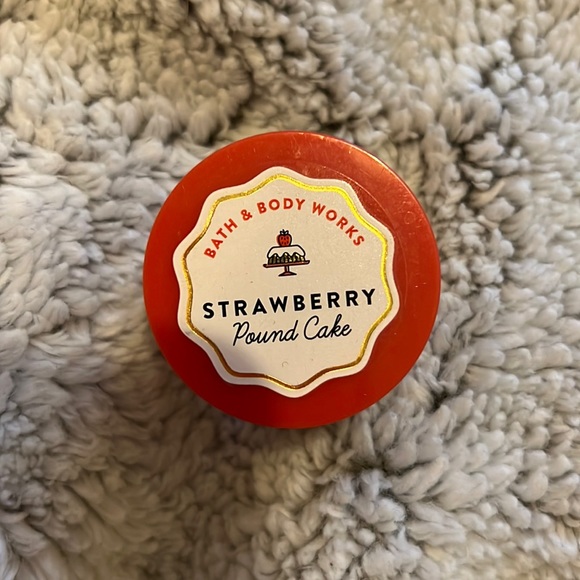 BATH & BODY WORKS
STRAWBERRY
Pound Cake